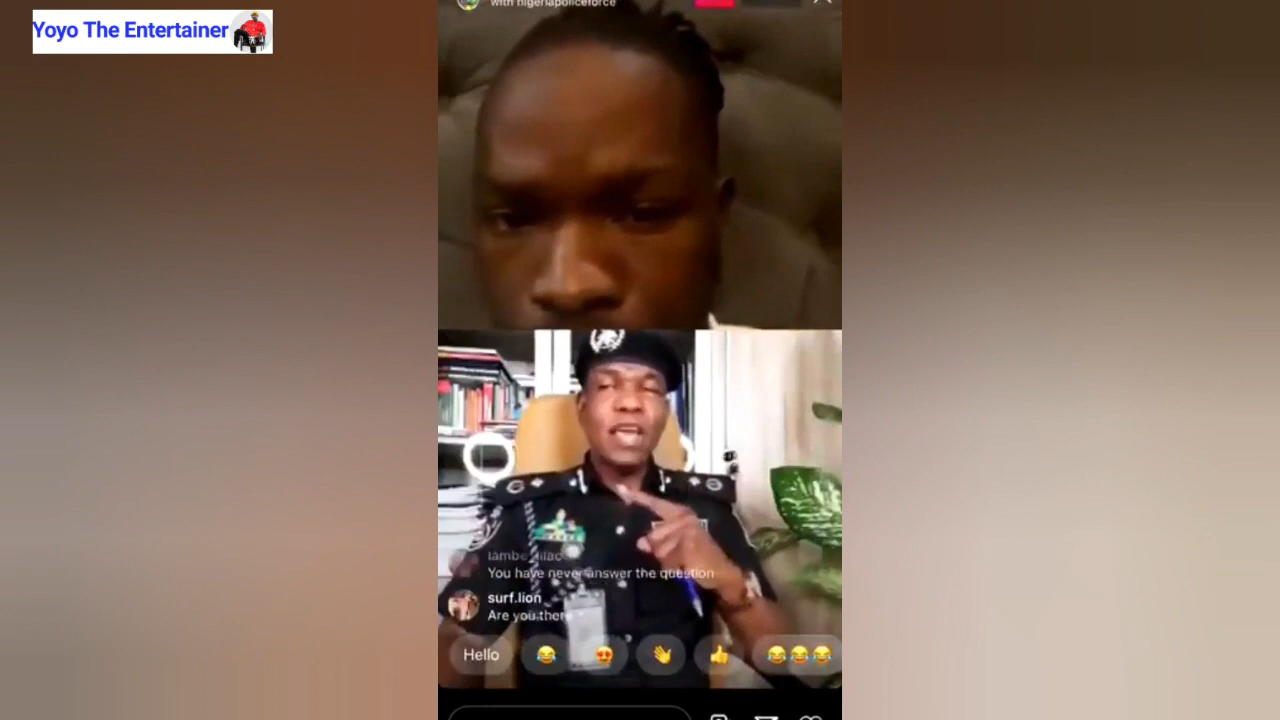 Yoyo The Entertainer
with nigeriapoliceforce
You have never answer the question
surf.lion
Are you there
Hello